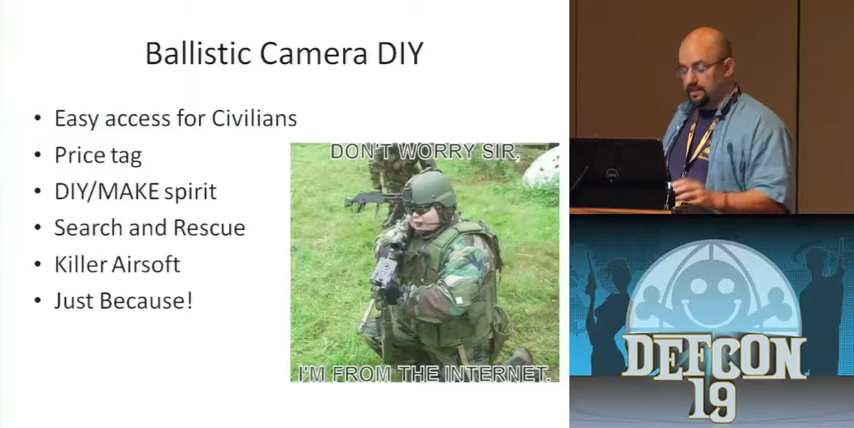 Ballistic Camera DIY
• Easy access for Civilians
• Price tag
• DIY/MAKE spirit
• Search and Rescue
• Killer Airsoft
• Just Because!
DON'T WORRY SIR,
I'M FROM THE INTERNET.
DELL
DEFCON
19